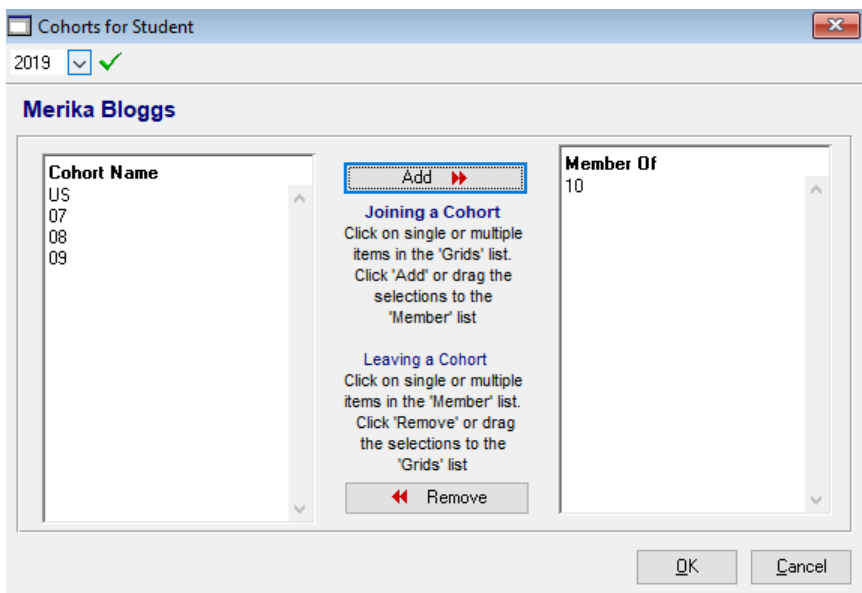 Cohorts for Student
2019
Merika Bloggs
Cohort Name
US
07
08
09
Add
Joining a Cohort
Click on single or multiple
items in the 'Grids' list.
Click 'Add' or drag the
selections to the
'Member' list
Leaving a Cohort
Click on single or multiple
items in the 'Member' list.
Click 'Remove' or drag
the selections to the
'Grids' list
Remove
Member Of
10
OK
Cancel